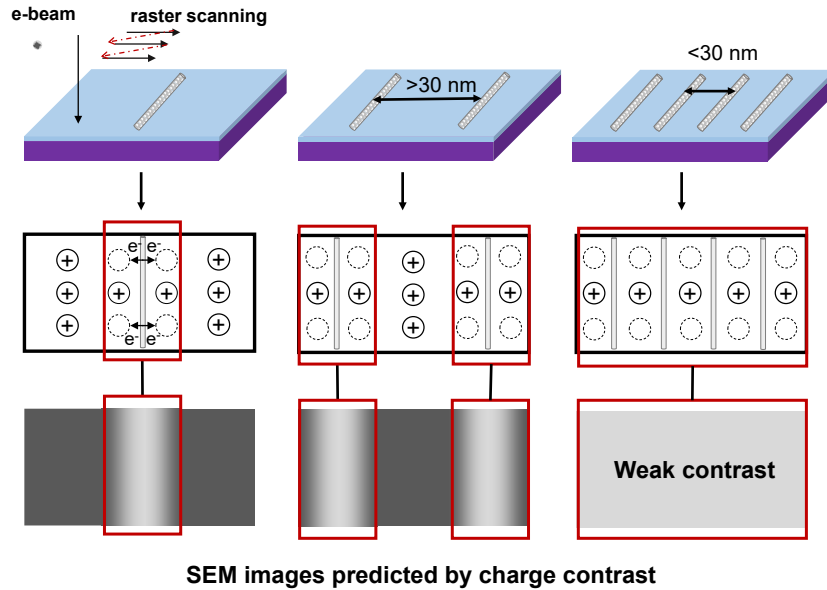 e-beam
raster scanning
>30 nm
<30 nm
e⁻ e⁻
e⁻ e⁻
+ + + + + + + +
+ + + + + + +
+ + + + +
Weak contrast
SEM images predicted by charge contrast